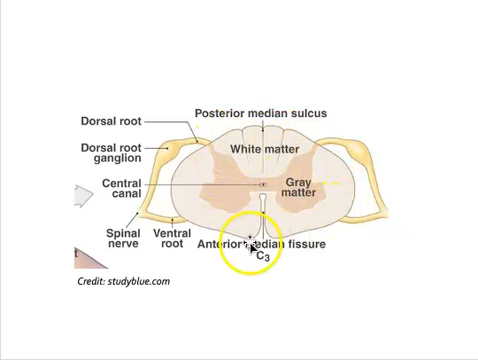 Posterior median sulcus
Dorsal root
Dorsal root
ganglion
White matter
Central
canal
Gray
matter
Spinal
nerve
Ventral
root
Anterior median fissure
C3
t
Credit: studyblue.com